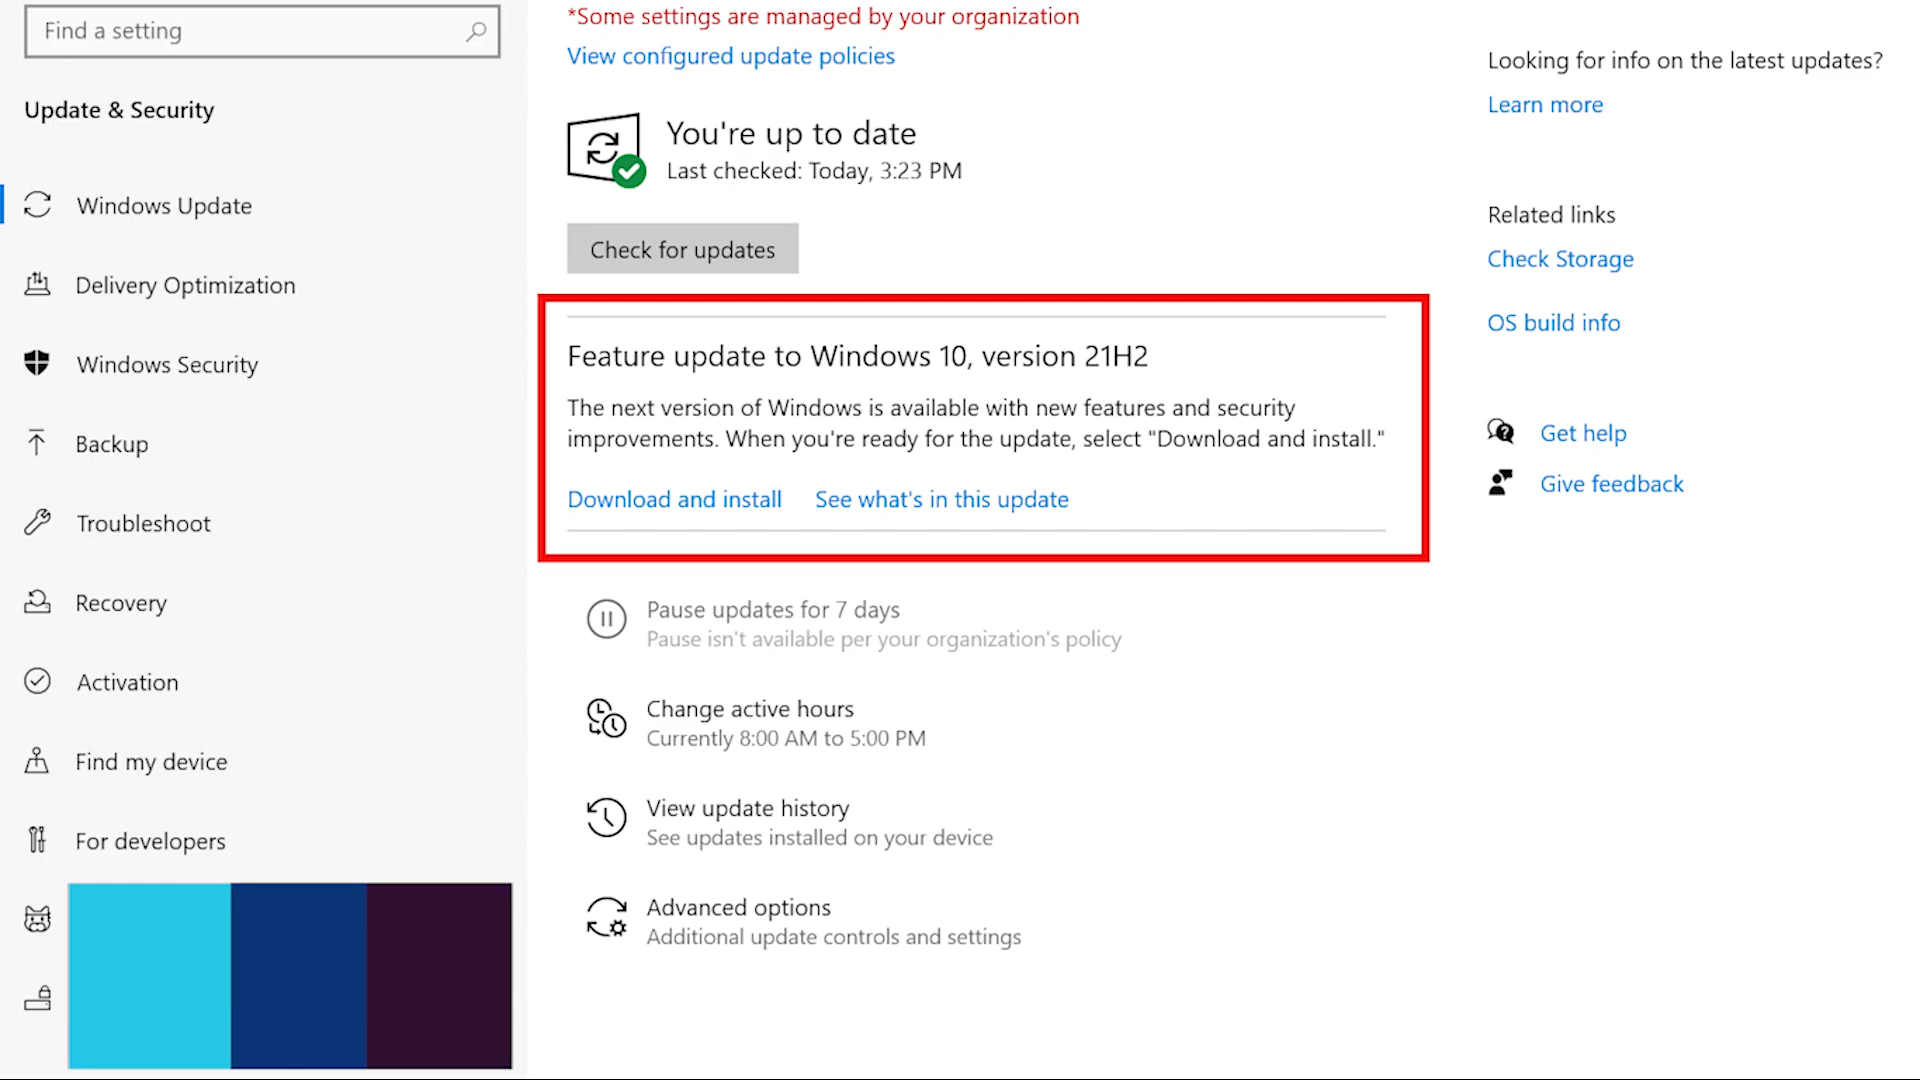 Find a setting
Update & Security
Windows Update
Delivery Optimization
Windows Security
Backup
Troubleshoot
Recovery
Activation
Find my device
For developers
*Some settings are managed by your organization
View configured update policies
You're up to date
Last checked: Today, 3:23 PM
Check for updates
Feature update to Windows 10, version 21H2
The next version of Windows is available with new features and security
improvements. When you're ready for the update, select "Download and install."
Download and install See what's in this update
Pause updates for 7 days
Pause isn't available per your organization's policy
Change active hours
Currently 8:00 AM to 5:00 PM
View update history
See updates installed on your device
Advanced options
Additional update controls and settings
Looking for info on the latest updates?
Learn more
Related links
Check Storage
OS build info
Get help
Give feedback